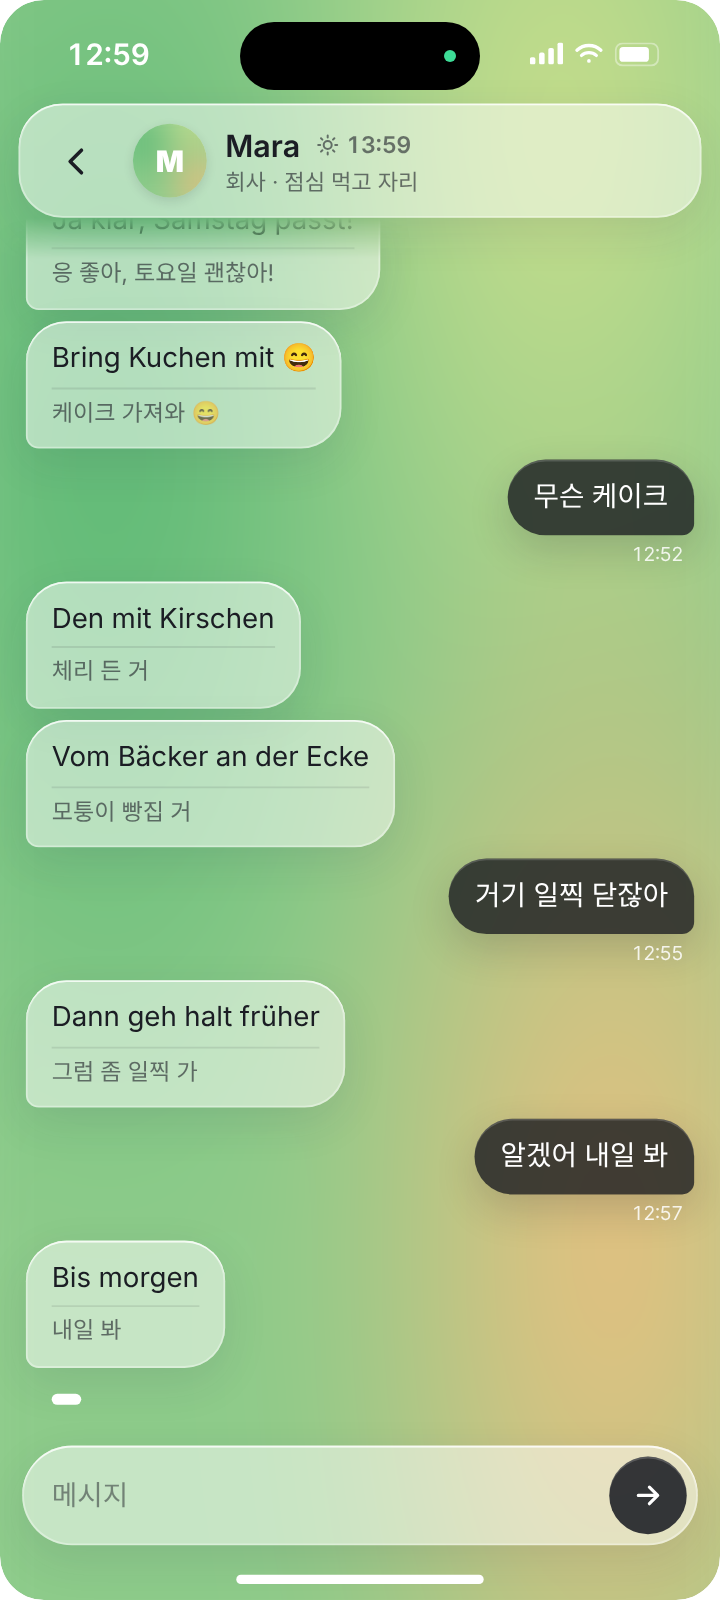 12:59
M
Mara 13:59
회사 · 점심 먹고 자리
Ja klar, Samstag passt!
응 좋아, 토요일 괜찮아!
Bring Kuchen mit 😄
케이크 가져와 😄
무슨 케이크
12:52
Den mit Kirschen
체리 든 거
Vom Bäcker an der Ecke
모퉁이 빵집 거
거기 일찍 닫잖아
12:55
Dann geh halt früher
그럼 좀 일찍 가
알겠어 내일 봐
12:57
Bis morgen
내일 봐
메시지